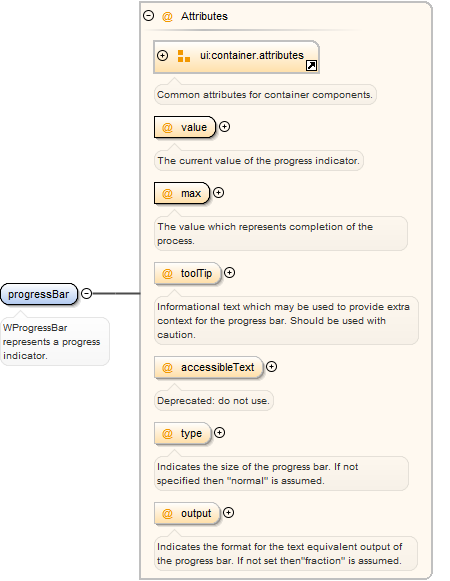 @ Attributes
ui:container.attributes
Common attributes for container components.
@ value
The current value of the progress indicator.
@ max
The value which represents completion of the
process.
@ toolTip
Informational text which may be used to provide extra
context for the progress bar. Should be used with
caution.
progressBar
WProgressBar
represents a progress
indicator.
@ accessibleText
Deprecated: do not use.
@ type
Indicates the size of the progress bar. If not
specified then "normal" is assumed.
@ output
Indicates the format for the text equivalent output of
the progress bar. If not set then"fraction" is assumed.